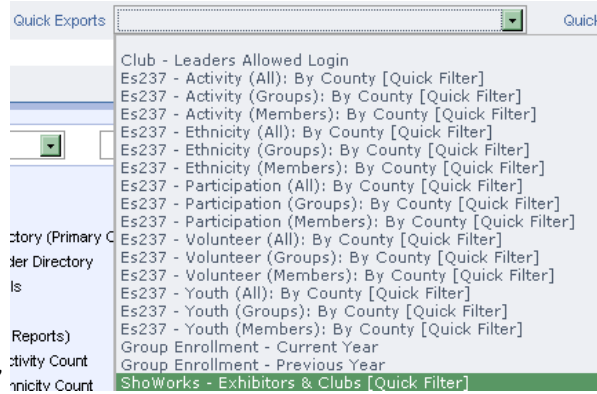 Quick Exports
Quick
Club - Leaders Allowed Login
Es237 - Activity (All): By County [Quick Filter]
Es237 - Activity (Groups): By County [Quick Filter]
Es237 - Activity (Members): By County [Quick Filter]
Es237 - Ethnicity (All): By County [Quick Filter]
Es237 - Ethnicity (Groups): By County [Quick Filter]
Es237 - Ethnicity (Members): By County [Quick Filter]
Es237 - Participation (All): By County [Quick Filter]
Es237 - Participation (Groups): By County [Quick Filter]
Es237 - Participation (Members): By County [Quick Filter]
Es237 - Volunteer (All): By County [Quick Filter]
Es237 - Volunteer (Groups): By County [Quick Filter]
Es237 - Volunteer (Members): By County [Quick Filter]
Es237 - Youth (All): By County [Quick Filter]
Es237 - Youth (Groups): By County [Quick Filter]
Es237 - Youth (Members): By County [Quick Filter]
Group Enrollment - Current Year
Group Enrollment - Previous Year
ShoWorks - Exhibitors & Clubs [Quick Filter]
ctory (Primary C
der Directory
ls
Reports)
ctivity Count
nnicity Count